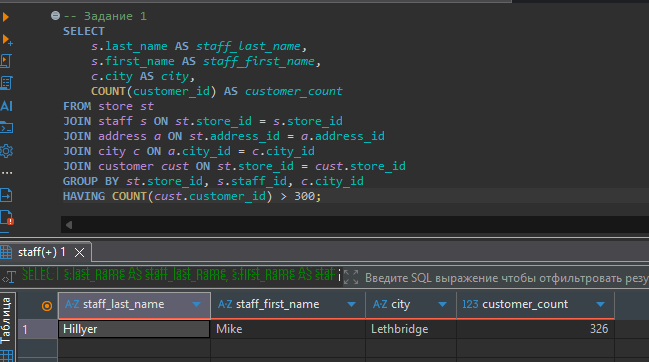 -- Задание 1
SELECT
s.last_name AS staff_last_name,
s.first_name AS staff_first_name,
c.city AS city,
COUNT(customer_id) AS customer_count
FROM store st
JOIN staff s ON st.store_id = s.store_id
JOIN address a ON st.address_id = a.address_id
JOIN city c ON a.city_id = c.city_id
JOIN customer cust ON st.store_id = cust.store_id
GROUP BY st.store_id, s.staff_id, c.city_id
HAVING COUNT(cust.customer_id) > 300;
AI
staff(+) 1
SELECT s.last_name AS staff_last_name, s.first_name AS staf Введите SQL выражение чтобы отфильтровать резу
Таблица
A-Z staff_last_name A-Z staff_first_name A-Z city 123 customer_count
1 Hillyer Mike Lethbridge 326